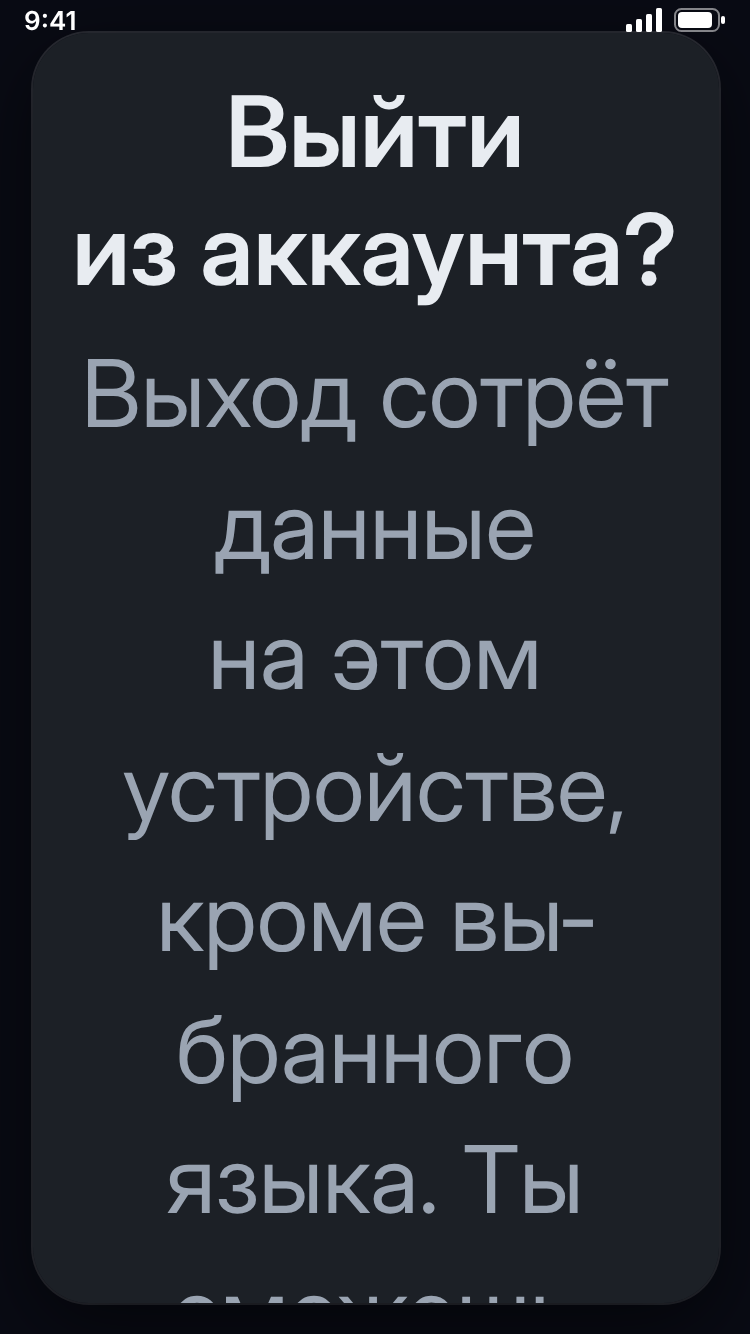 9:41
Выйти
из аккаунта?
Выход сотрёт
данные
на этом
устройстве,
кроме вы-
бранного
языка. Ты